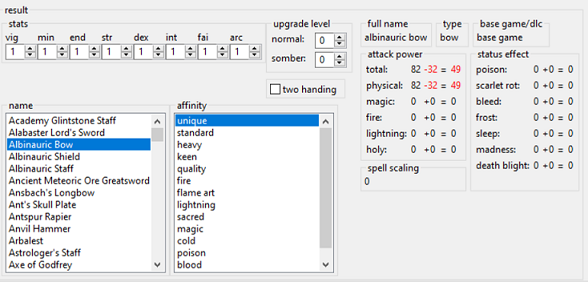 result
stats
vig min end str dex int fai arc
1 1 1 1 1 1 1 1
upgrade level
normal: 0
somber: 0
two handing
name
Academy Glintstone Staff
Alabaster Lord's Sword
Albinauric Bow
Albinauric Shield
Albinauric Staff
Ancient Meteoric Ore Greatsword
Ansbach's Longbow
Ant's Skull Plate
Antspur Rapier
Anvil Hammer
Arbalest
Astrologer's Staff
Axe of Godfrey
affinity
unique
standard
heavy
keen
quality
fire
flame art
lightning
sacred
magic
cold
poison
blood
full name
albinauric bow
type
bow
base game/dlc
base game
attack power
total: 82 -32 = 49
physical: 82 -32 = 49
magic: 0 +0 = 0
fire: 0 +0 = 0
lightning: 0 +0 = 0
holy: 0 +0 = 0
spell scaling
0
status effect
poison: 0 +0 = 0
scarlet rot: 0 +0 = 0
bleed: 0 +0 = 0
frost: 0 +0 = 0
sleep: 0 +0 = 0
madness: 0 +0 = 0
death blight: 0 +0 = 0